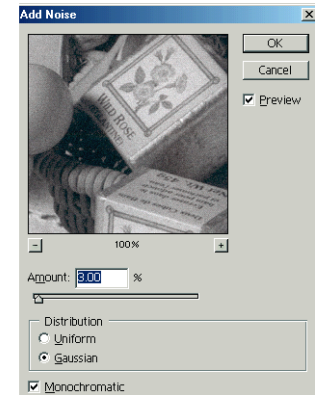 Add Noise
OK
Cancel
Preview
WILD ROSE
100%
Amount: 3.00 %
Distribution
Uniform
Gaussian
Monochromatic